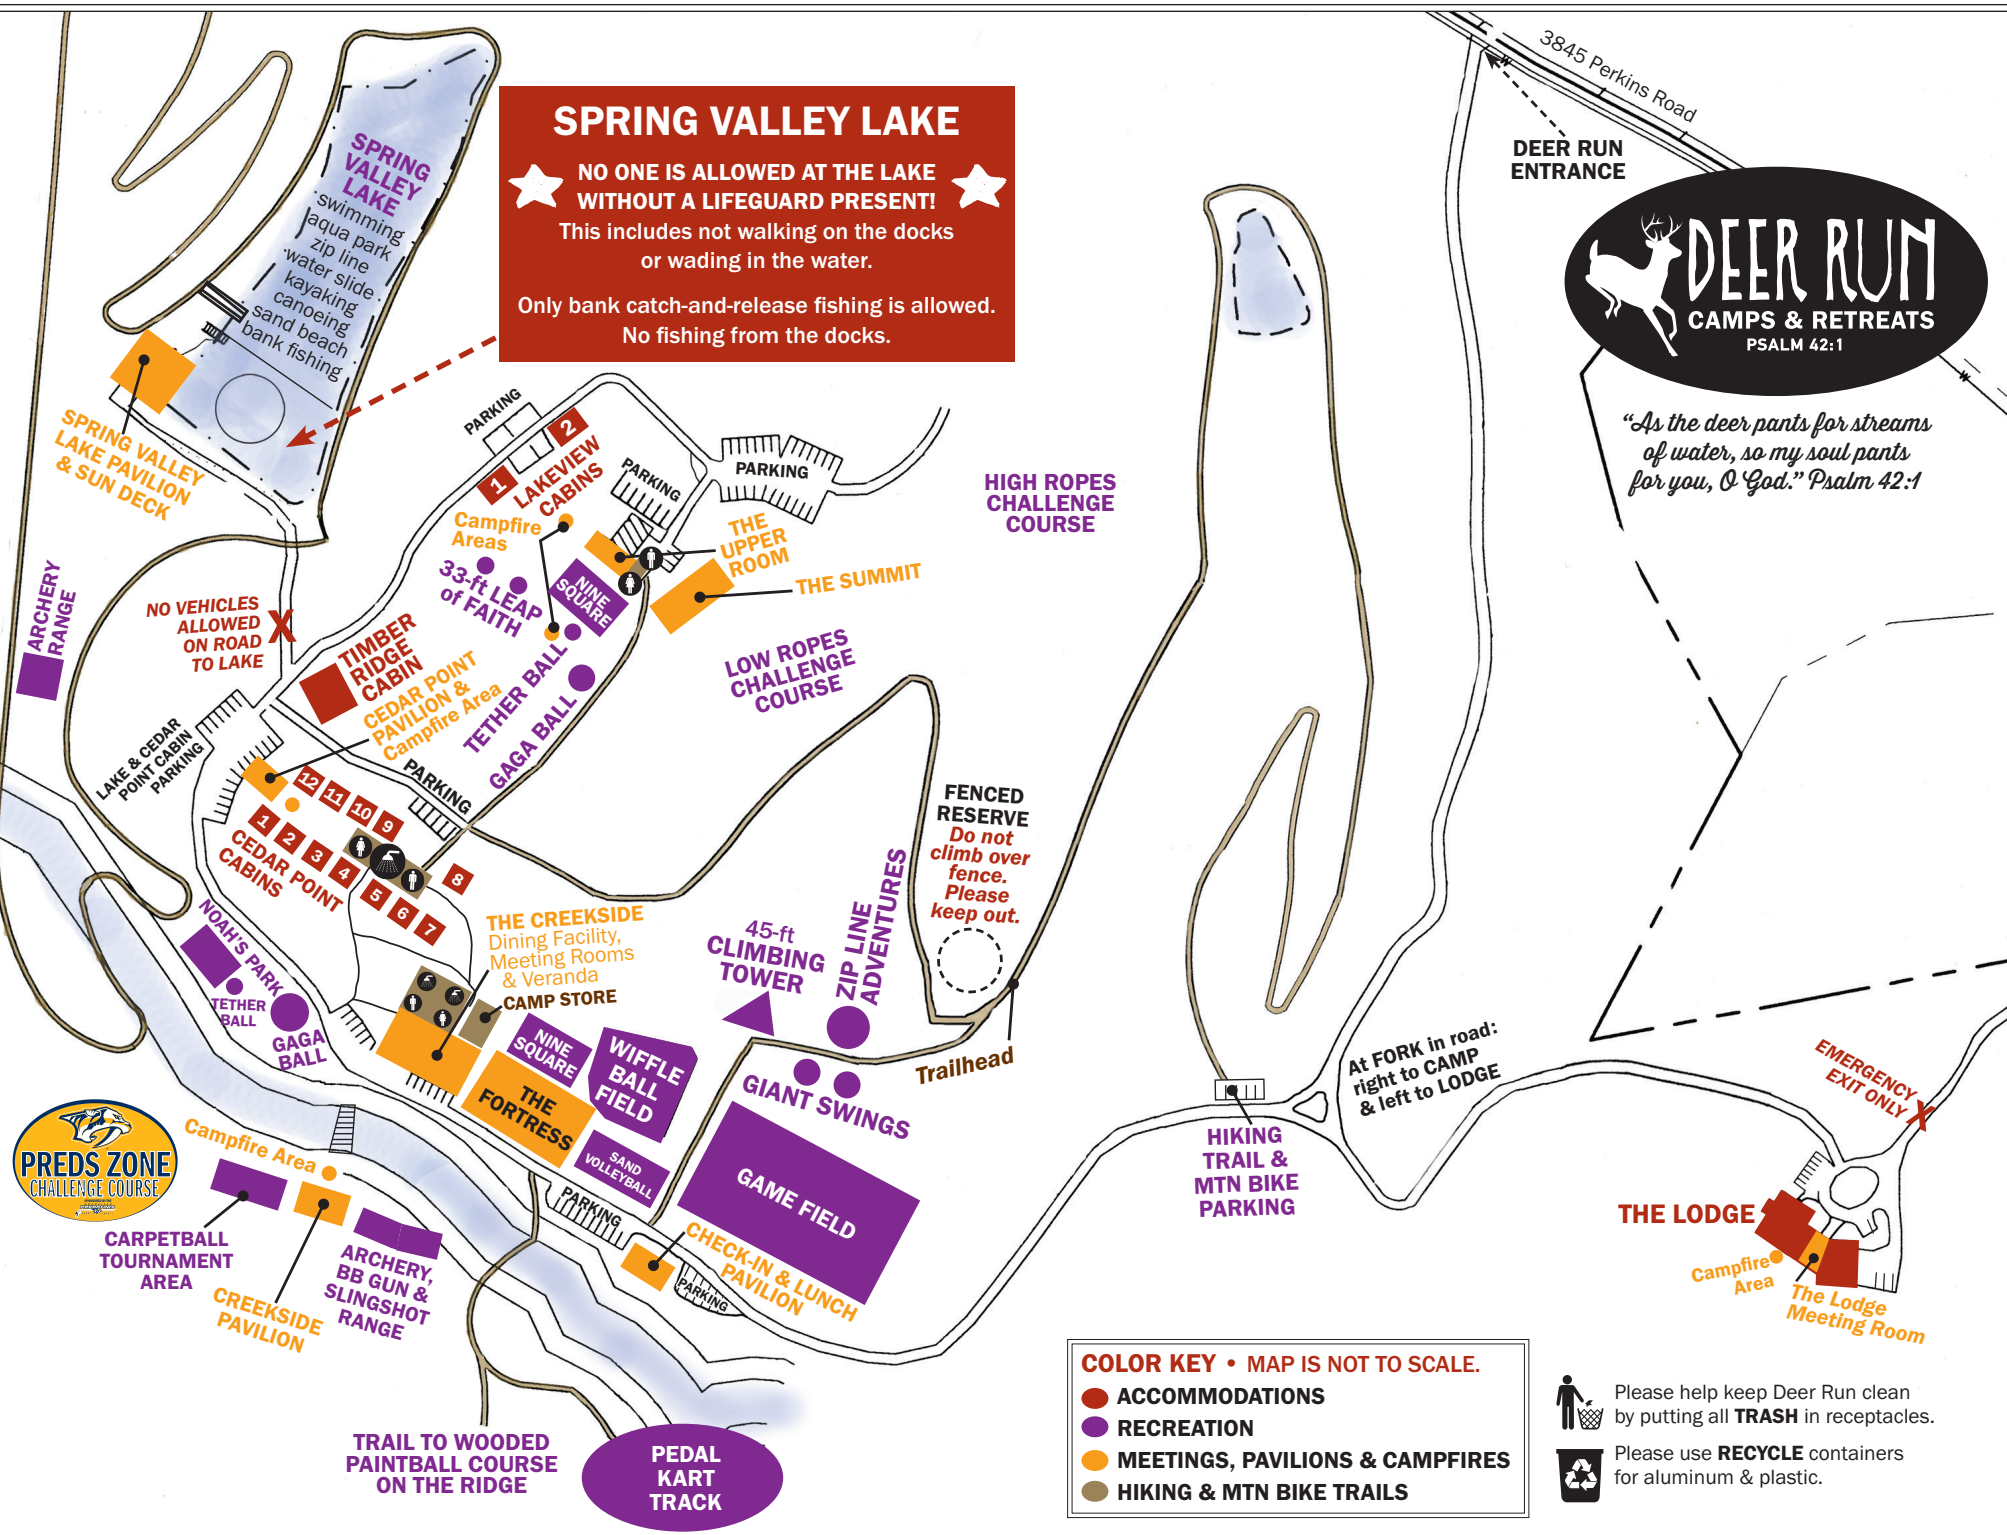 3845 Perkins Road
DEER RUN
ENTRANCE
DEER RUN
CAMPS & RETREATS
PSALM 42:1
“As the deer pants for streams
of water, so my soul pants
for you, O God.” Psalm 42:1
SPRING VALLEY LAKE
NO ONE IS ALLOWED AT THE LAKE
WITHOUT A LIFEGUARD PRESENT!
This includes not walking on the docks
or wading in the water.
Only bank catch-and-release fishing is allowed.
No fishing from the docks.
SPRING
VALLEY
LAKE
swimming
aqua park
zip line
water slide
kayaking
canoeing
sand beach
bank fishing
SPRING VALLEY
LAKE PAVILION
& SUN DECK
PARKING
2
1
LAKEVIEW
CABINS
PARKING
PARKING
Campfire
Areas
THE
UPPER
ROOM
THE SUMMIT
HIGH ROPES
CHALLENGE
COURSE
33-ft LEAP
of FAITH
NINE
SQUARE
ARCHERY
RANGE
NO VEHICLES
ALLOWED
ON ROAD
TO LAKE
X
TIMBER
RIDGE
CABIN
CEDAR POINT
PAVILION &
Campfire Area
TETHER BALL
GAGA BALL
LOW ROPES
CHALLENGE
COURSE
LAKE & CEDAR
POINT CABIN
PARKING
PARKING
12
11
10
9
1
2
3
4
5
6
7
8
CEDAR POINT
CABINS
FENCED
RESERVE
Do not
climb over
fence.
Please
keep out.
NOAH'S PARK
TETHER
BALL
GAGA
BALL
THE CREEKSIDE
Dining Facility,
Meeting Rooms
& Veranda
CAMP STORE
45-ft
CLIMBING
TOWER
ZIP LINE
ADVENTURES
NINE
SQUARE
WIFFLE
BALL
FIELD
THE
FORTRESS
SAND
VOLLEYBALL
GIANT SWINGS
Trailhead
GAME FIELD
At FORK in road:
right to CAMP
& left to LODGE
HIKING
TRAIL &
MTN BIKE
PARKING
EMERGENCY
EXIT ONLY
X
THE LODGE
Campfire
Area
The Lodge
Meeting Room
PREDS ZONE
CHALLENGE COURSE
Campfire Area
CARPETBALL
TOURNAMENT
AREA
CREEKSIDE
PAVILION
ARCHERY,
BB GUN &
SLINGSHOT
RANGE
PARKING
CHECK-IN & LUNCH
PAVILION
PARKING
TRAIL TO WOODED
PAINTBALL COURSE
ON THE RIDGE
PEDAL
KART
TRACK
COLOR KEY • MAP IS NOT TO SCALE.
ACCOMMODATIONS
RECREATION
MEETINGS, PAVILIONS & CAMPFIRES
HIKING & MTN BIKE TRAILS
Please help keep Deer Run clean
by putting all TRASH in receptacles.
Please use RECYCLE containers
for aluminum & plastic.